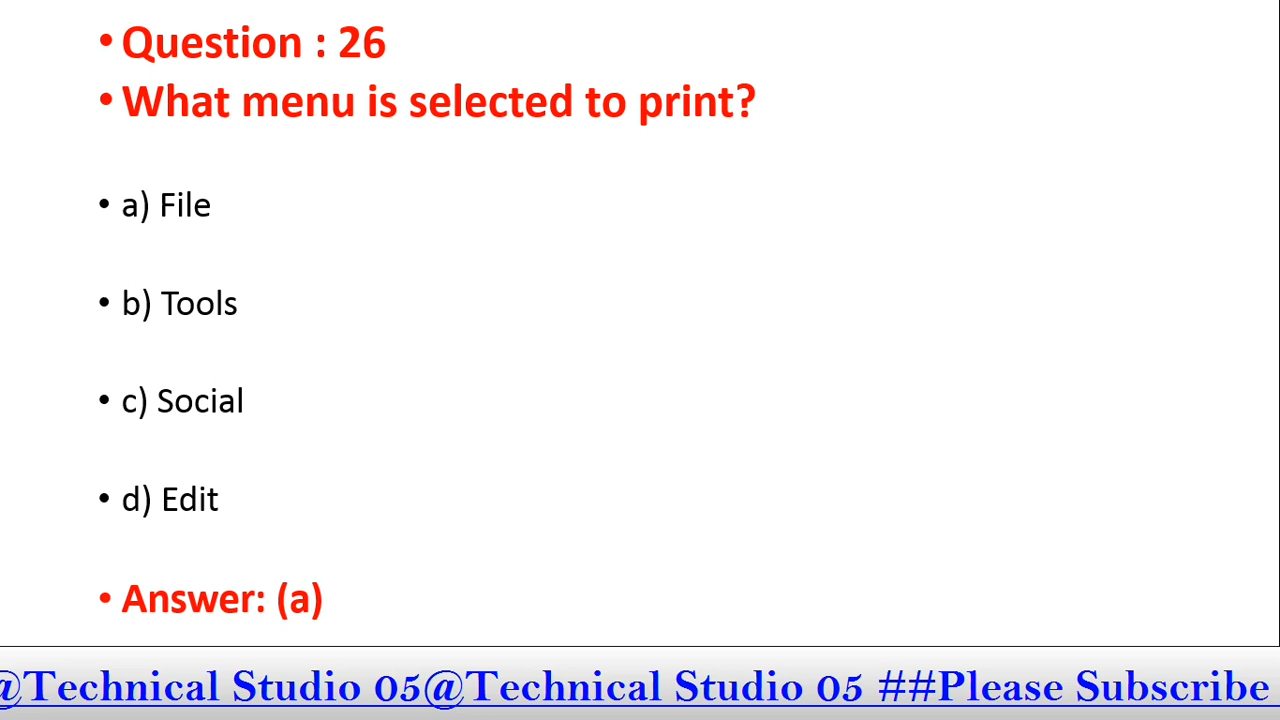 • Question : 26
• What menu is selected to print?
• a) File
• b) Tools
• c) Social
• d) Edit
• Answer: (a)
@Technical Studio 05@Technical Studio 05 ##Please Subscribe